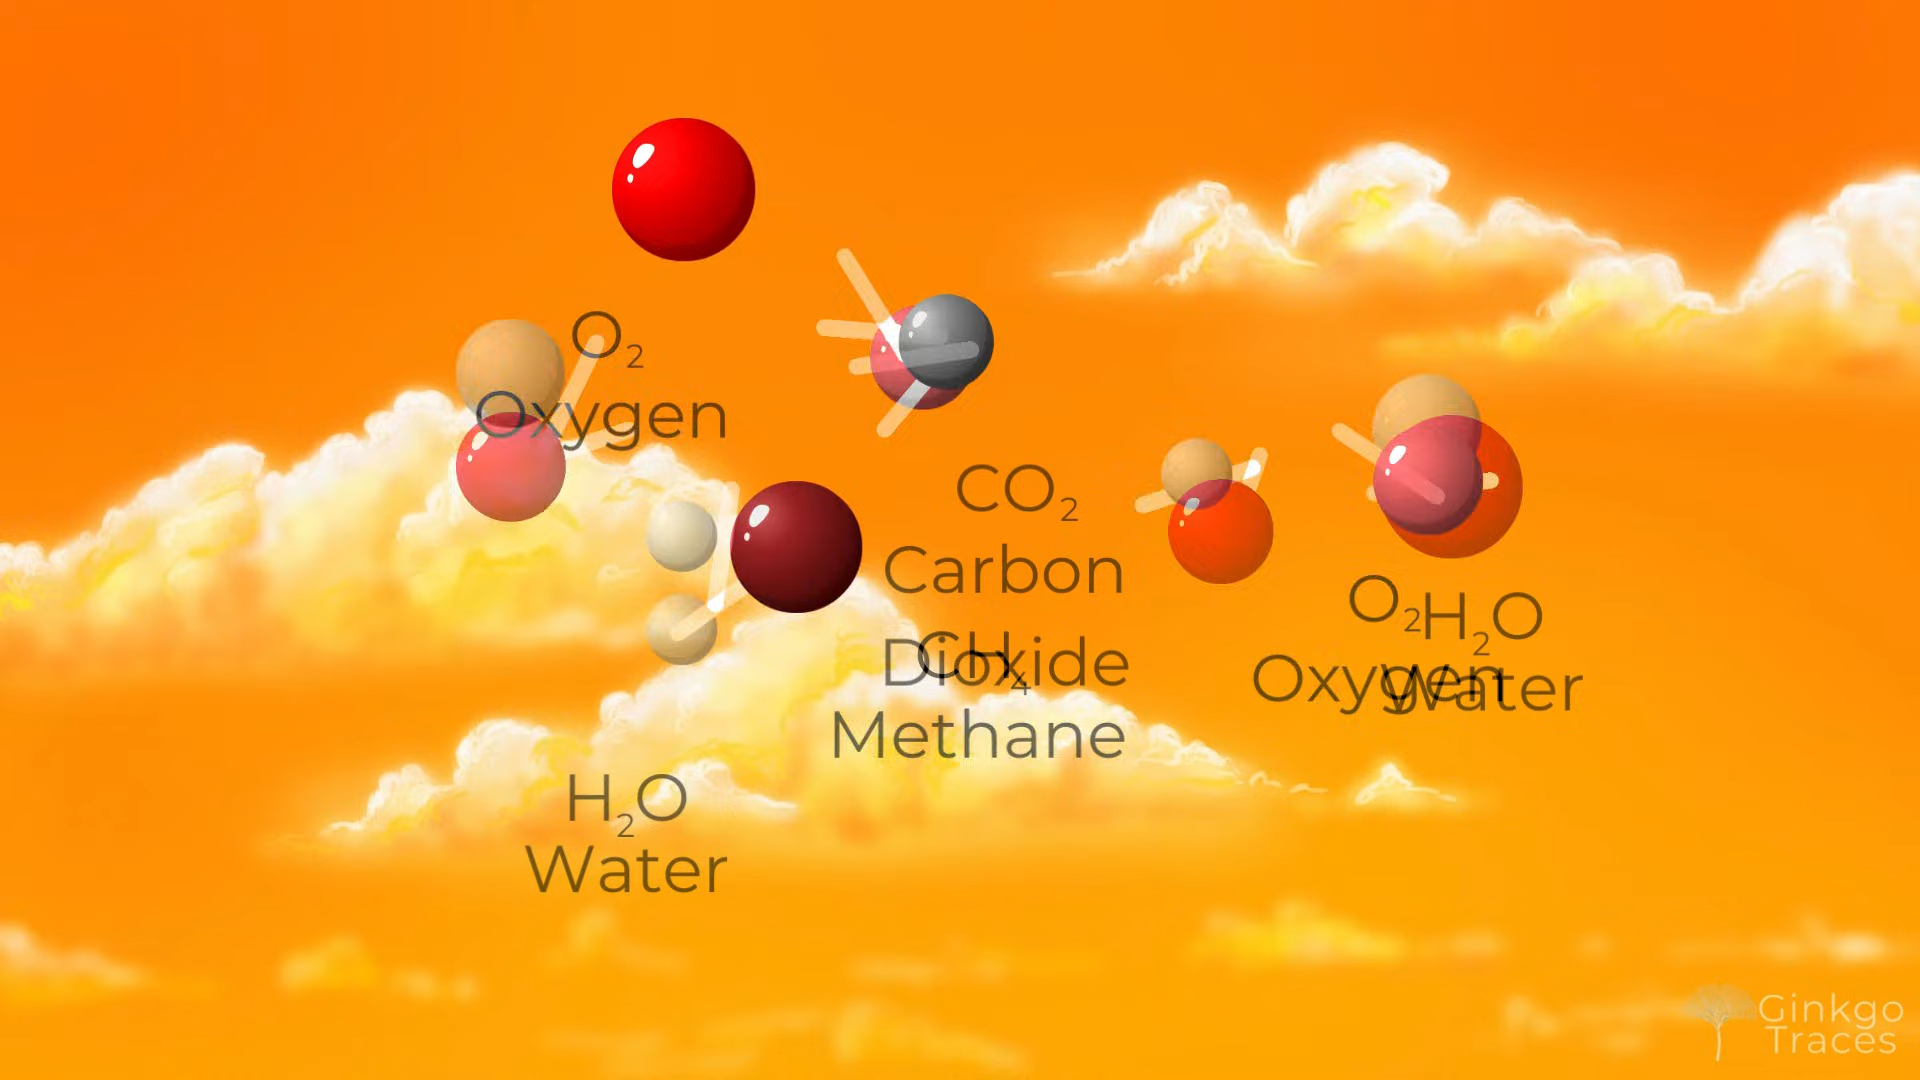 O₂
Oxygen
CO₂
Carbon
Dioxide
CH₄
Methane
O₂
Oxygen
H₂O
Water
H₂O
Water
Ginkgo
Traces